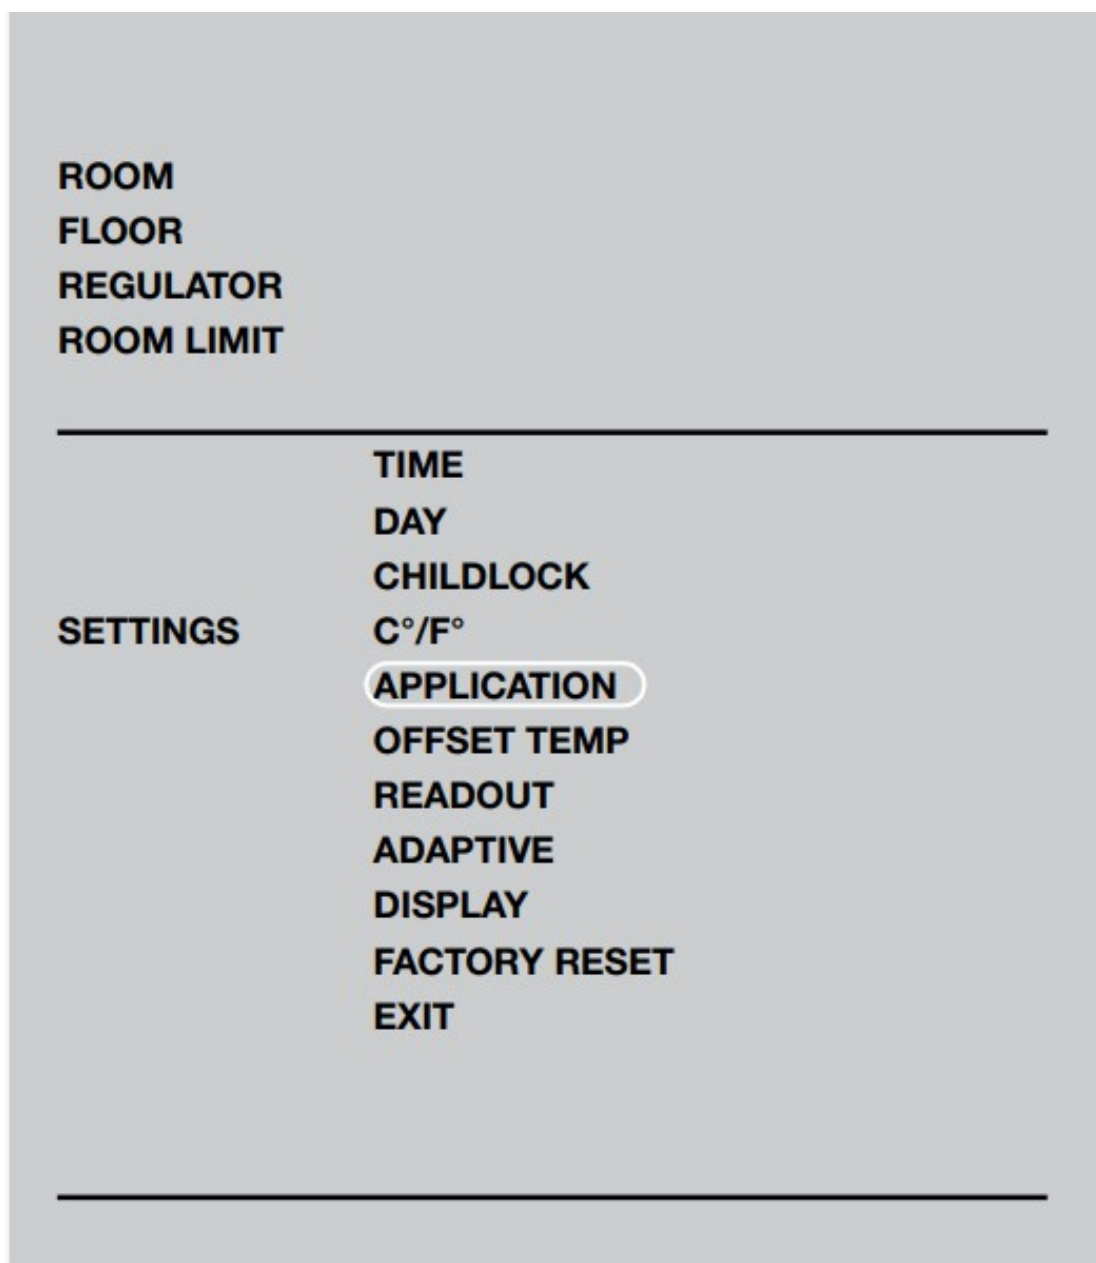 ROOM
FLOOR
REGULATOR
ROOM LIMIT
TIME
DAY
CHILDLOCK
SETTINGS C°/F°
APPLICATION
OFFSET TEMP
READOUT
ADAPTIVE
DISPLAY
FACTORY RESET
EXIT